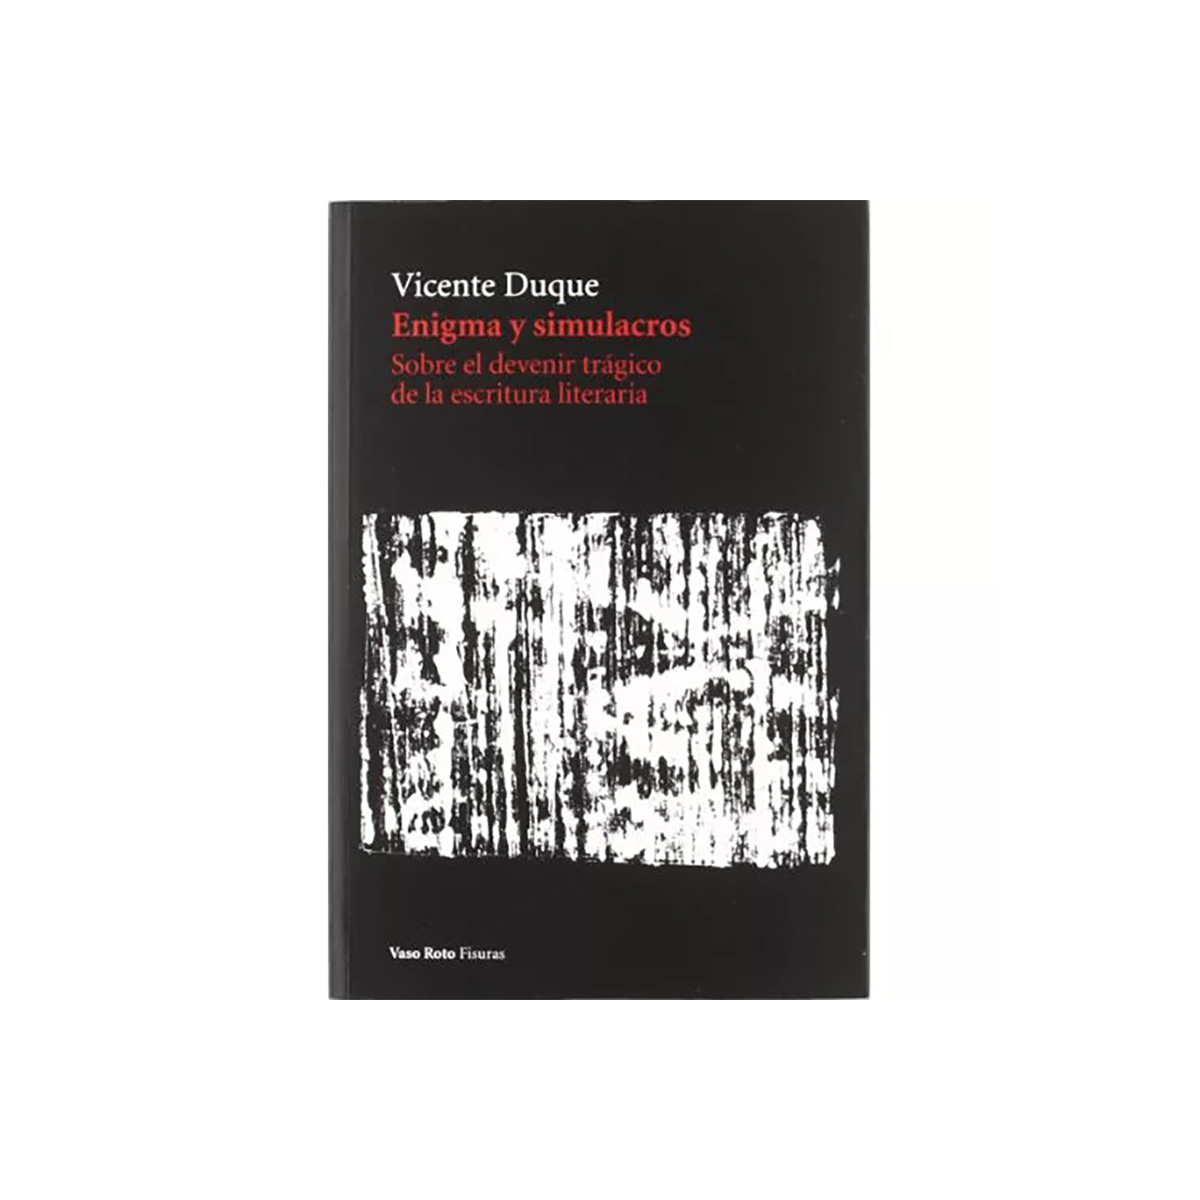 Vicente Duque
Enigma y simulacros
Sobre el devenir trágico
de la escritura literaria
Vaso Roto Fisuras